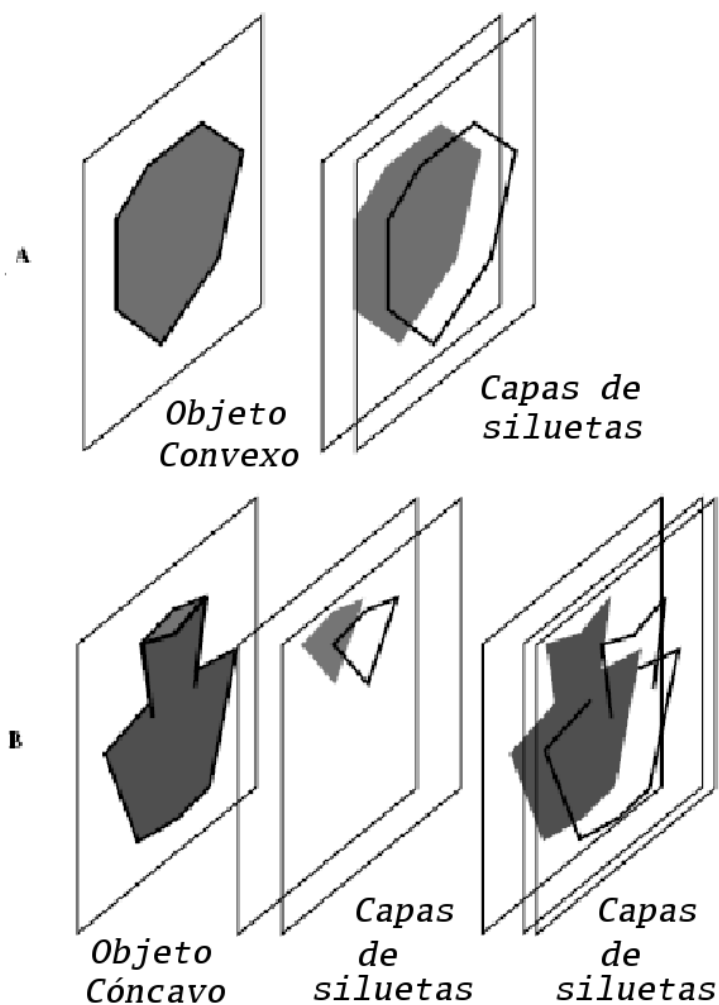 A
Objeto
Convexo
Capas de
siluetas
B
Objeto
Cóncavo
Capas
de
siluetas
Capas
de
siluetas